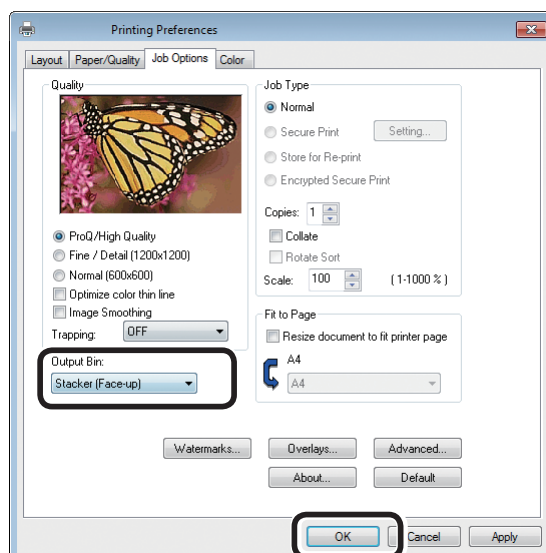 Printing Preferences
Layout Paper/Quality Job Options Color
Quality
ProQ/High Quality
Fine / Detail (1200x1200)
Normal (600x600)
Optimize color thin line
Image Smoothing
Trapping: OFF
Output Bin:
Stacker (Face-up)
Job Type
Normal
Secure Print Setting...
Store for Re-print
Encrypted Secure Print
Copies: 1
Collate
Rotate Sort
Scale: 100 (1-1000 %)
Fit to Page
Resize document to fit printer page
A4
A4
Watermarks... Overlays... Advanced...
About... Default
OK Cancel Apply